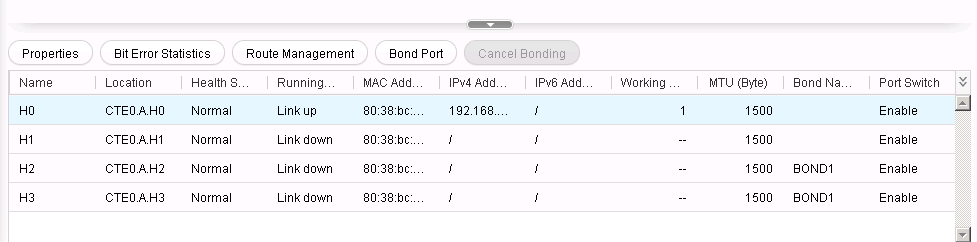 Properties Bit Error Statistics Route Management Bond Port Cancel Bonding
Name Location Health S... Running... MAC Add... IPv4 Add... IPv6 Add... Working ... MTU (Byte) Bond Na... Port Switch
H0 CTE0.A.H0 Normal Link up 80:38:bc:... 192.168.... / 1 1500 Enable
H1 CTE0.A.H1 Normal Link down 80:38:bc:... / / -- 1500 Enable
H2 CTE0.A.H2 Normal Link down 80:38:bc:... / / -- 1500 BOND1 Enable
H3 CTE0.A.H3 Normal Link down 80:38:bc:... / / -- 1500 BOND1 Enable